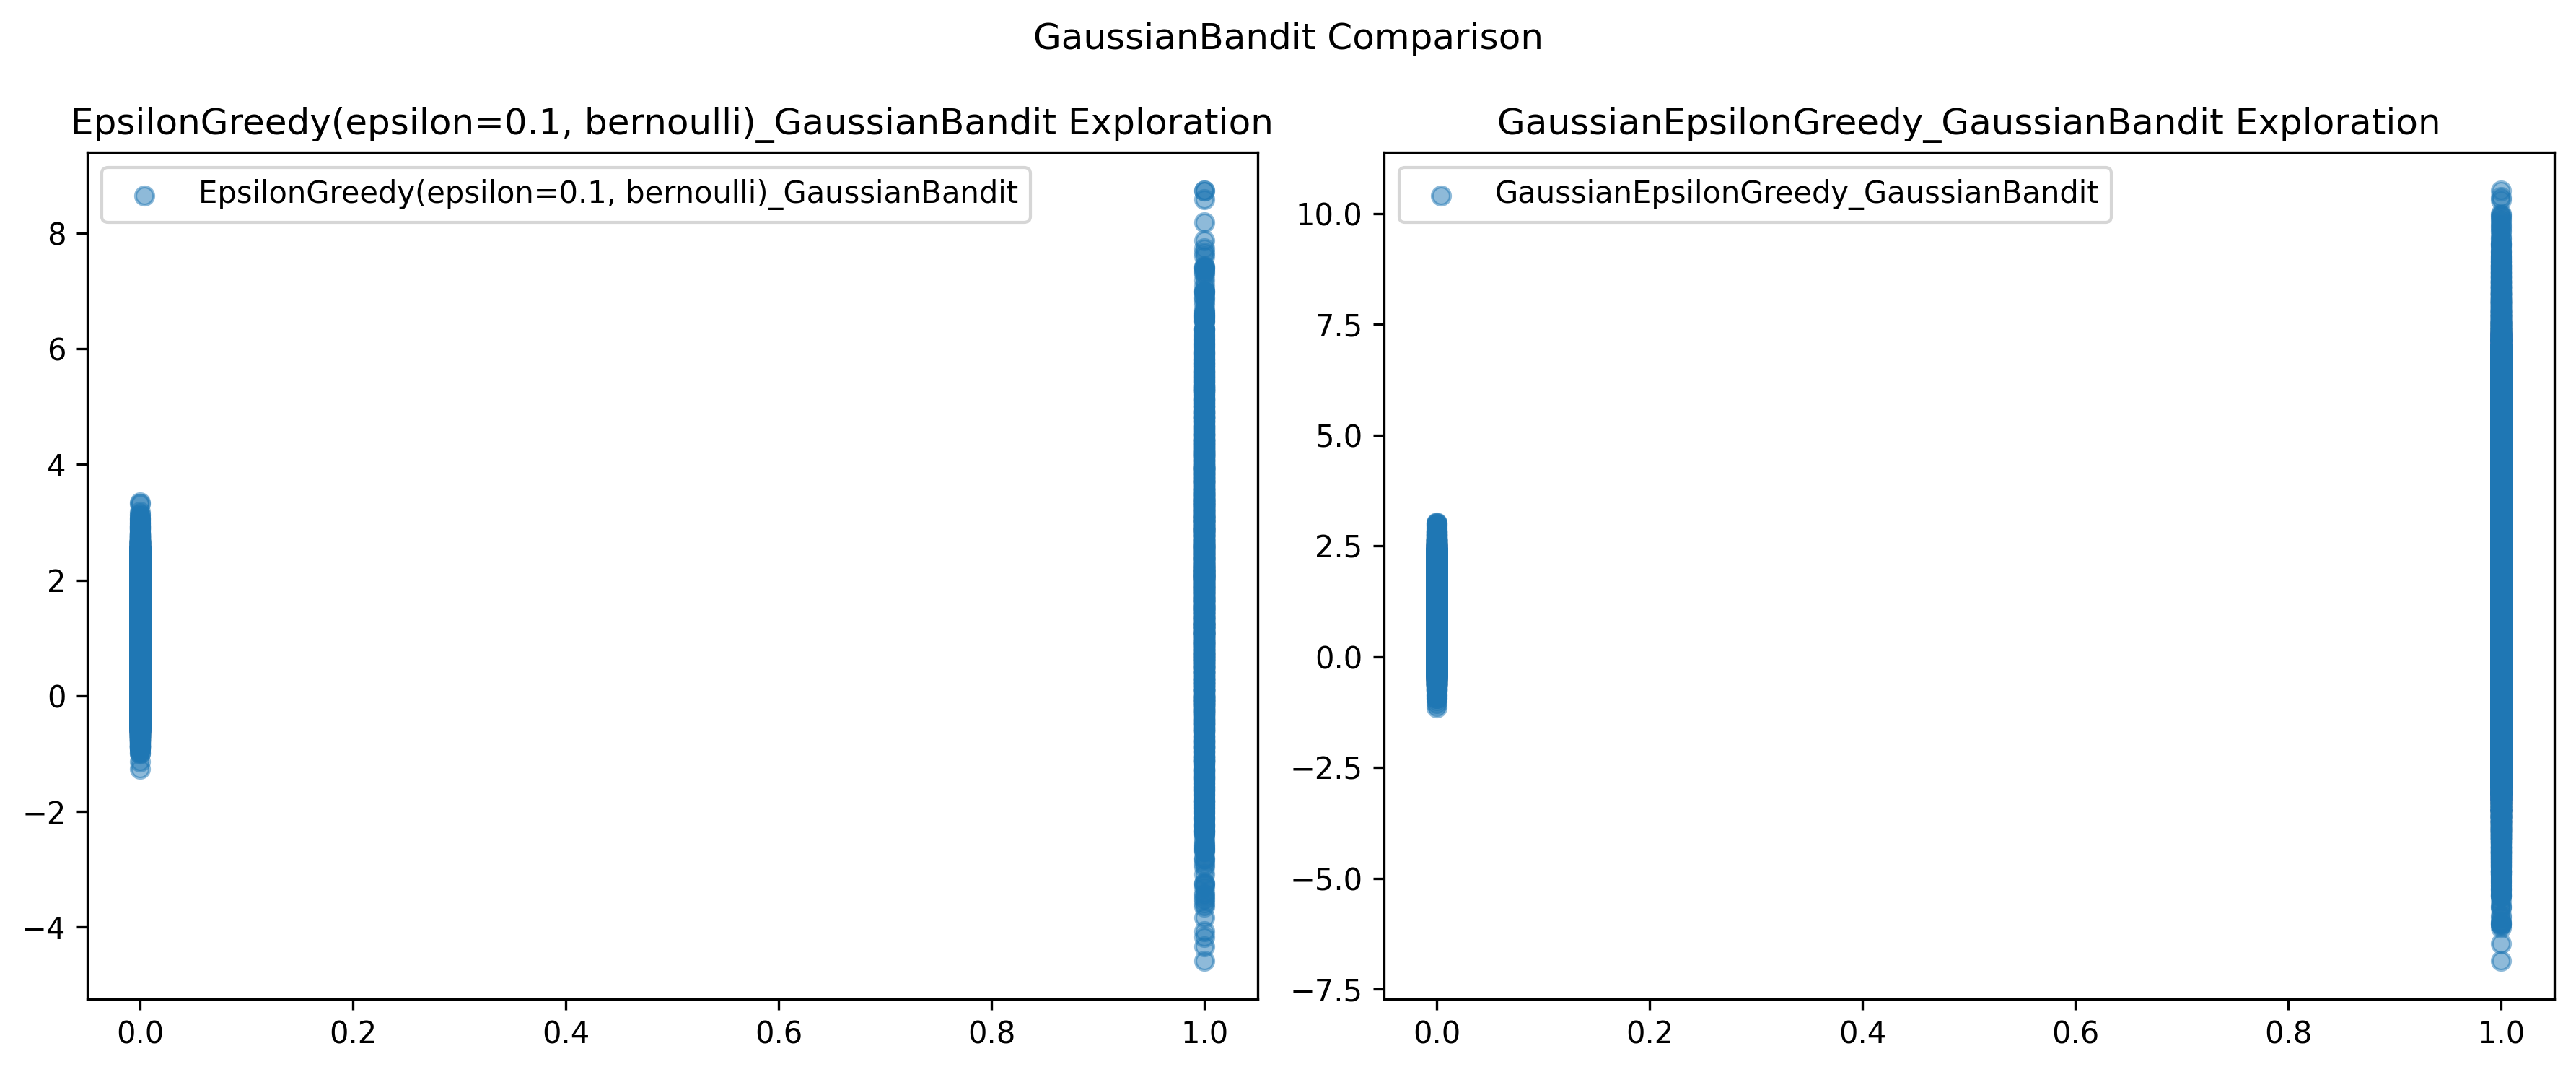 GaussianBandit Comparison
EpsilonGreedy(epsilon=0.1, bernoulli)_GaussianBandit Exploration
EpsilonGreedy(epsilon=0.1, bernoulli)_GaussianBandit
8
6
4
2
0
−2
−4
0.0 0.2 0.4 0.6 0.8 1.0
GaussianEpsilonGreedy_GaussianBandit Exploration
GaussianEpsilonGreedy_GaussianBandit
10.0
7.5
5.0
2.5
0.0
−2.5
−5.0
−7.5
0.0 0.2 0.4 0.6 0.8 1.0